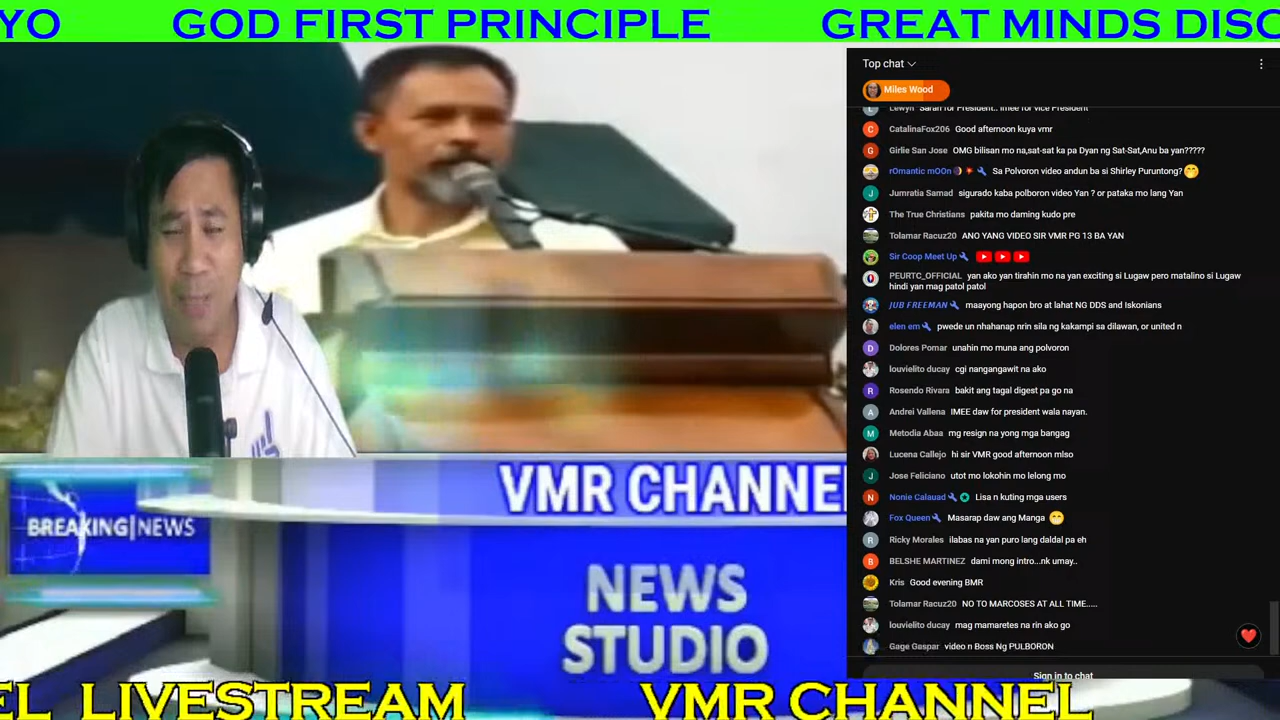 YO GOD FIRST PRINCIPLE GREAT MINDS DISC
Top chat
Miles Wood
Lewyn Sarah for President.. Imee for vice President
CatalinaFox206 Good afternoon kuya vmr
Girlie San Jose OMG bilisan mo na,sat-sat ka pa Dyan ng Sat-Sat,Anu ba yan?????
rOmantic mOOn Sa Polvoron video andun ba si Shirley Puruntong?
Jumratia Samad sigurado kaba polboron video Yan ? or pataka mo lang Yan
The True Christians pakita mo daming kudo pre
Tolamar Racuz20 ANO YANG VIDEO SIR VMR PG 13 BA YAN
Sir Coop Meet Up
PEURTC_OFFICIAL yan ako yan tirahin mo na yan exciting si Lugaw pero matalino si Lugaw
hindi yan mag patol patol
JUB FREEMAN maayong hapon bro at lahat NG DDS and Iskonians
elen em pwede un nhahanap nrin sila ng kakampi sa dilawan, or united n
Dolores Pomar unahin mo muna ang polvoron
louvielito ducay cgi nangangawit na ako
Rosendo Rivara bakit ang tagal digest pa go na
Andrei Vallena IMEE daw for president wala nayan.
Metodia Abaa mg resign na yong mga bangag
Lucena Callejo hi sir VMR good afternoon mlso
Jose Feliciano utot mo lokohin mo lelong mo
Nonie Calauad Lisa n kuting mga users
Fox Queen Masarap daw ang Manga
Ricky Morales ilabas na yan puro lang daldal pa eh
BELSHE MARTINEZ dami mong intro...nk umay..
Kris Good evening BMR
Tolamar Racuz20 NO TO MARCOSES AT ALL TIME.....
louvielito ducay mag mamaretes na rin ako go
Gage Gaspar video n Boss Ng PULBORON
Sign in to chat
VMR CHANNE
BREAKING|NEWS
NEWS
STUDIO
EL LIVESTREAM VMR CHANNEL